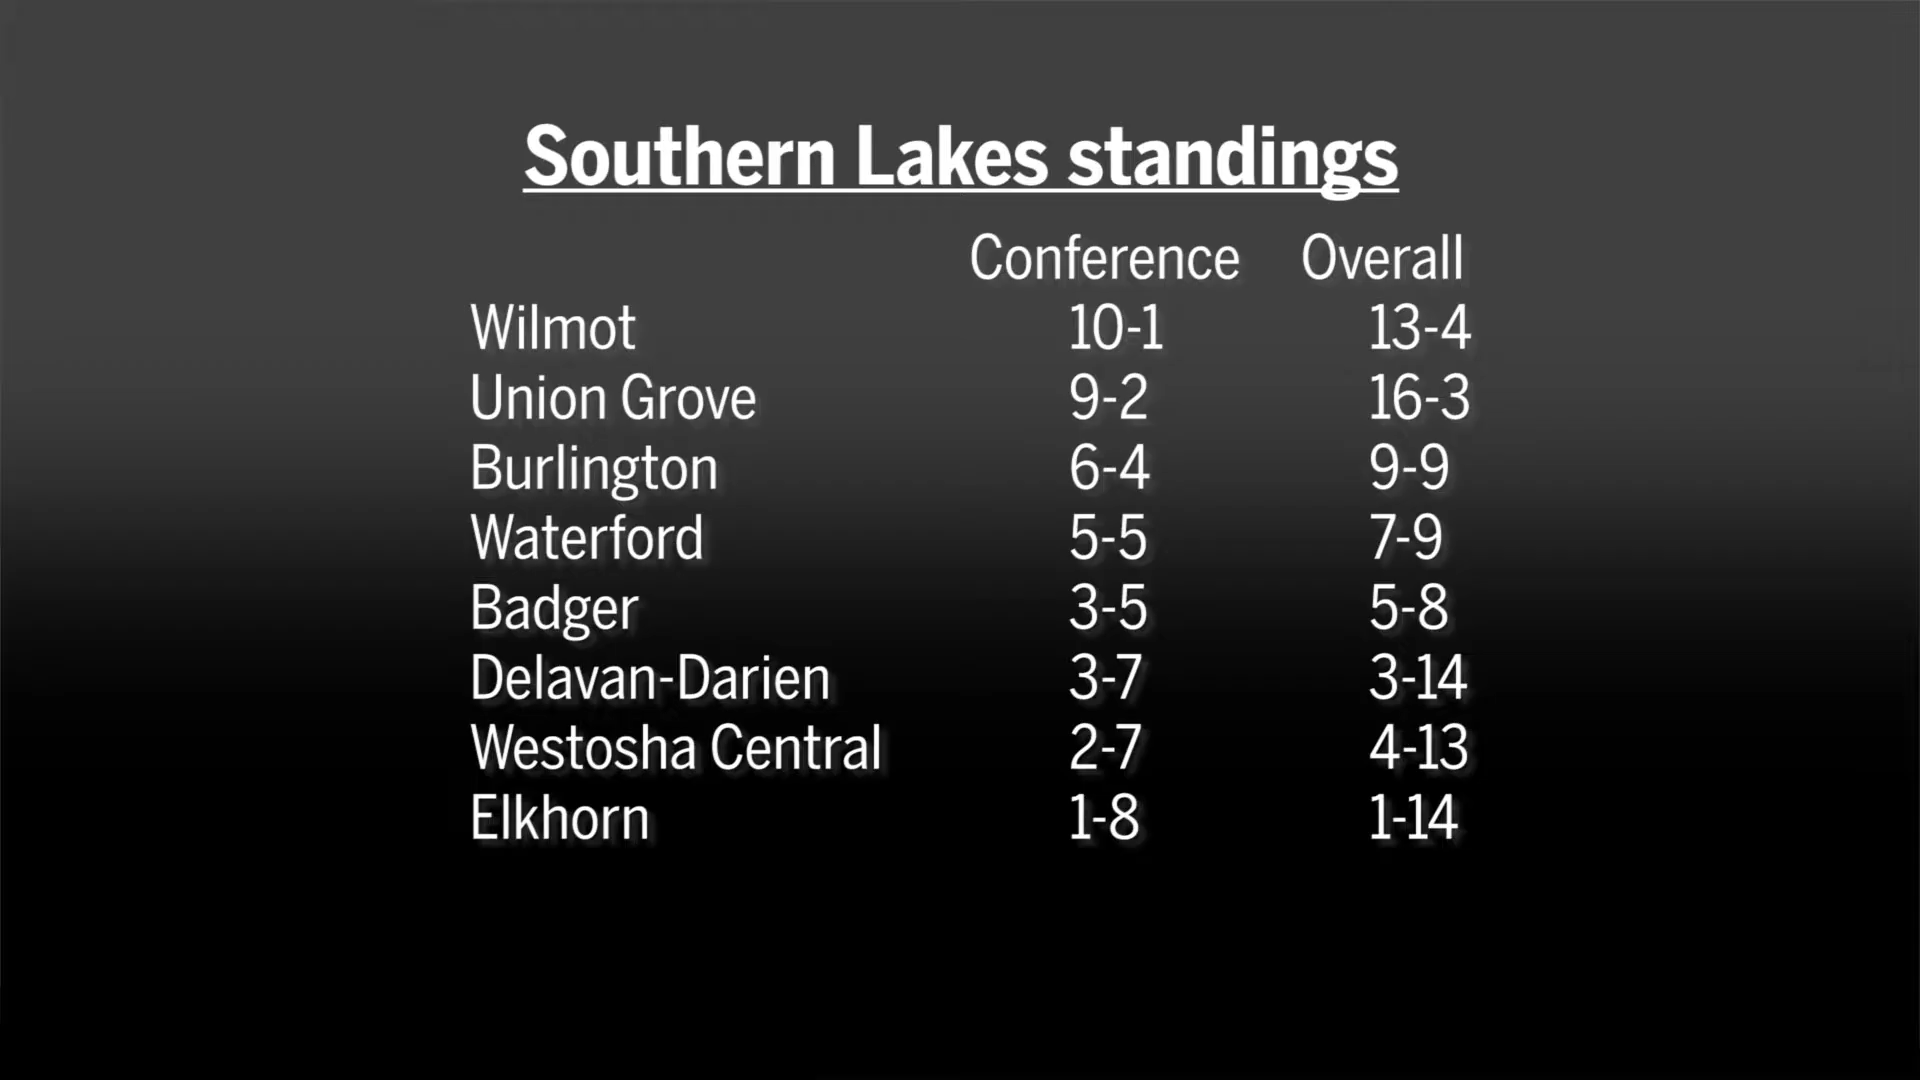 Southern Lakes standings
Conference Overall
Wilmot 10-1 13-4
Union Grove 9-2 16-3
Burlington 6-4 9-9
Waterford 5-5 7-9
Badger 3-5 5-8
Delavan-Darien 3-7 3-14
Westosha Central 2-7 4-13
Elkhorn 1-8 1-14